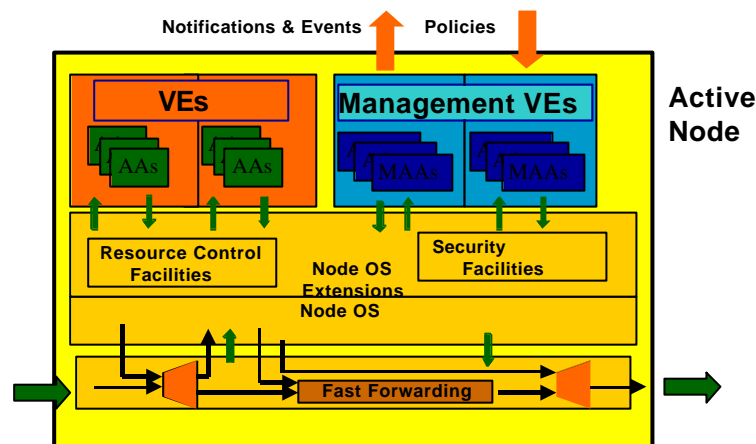 Notifications & Events
Policies
VEs
Management VEs
Active
Node
AAs
AAs
MAAs
MAAs
Resource Control
Facilities
Security
Facilities
Node OS
Extensions
Node OS
Fast Forwarding